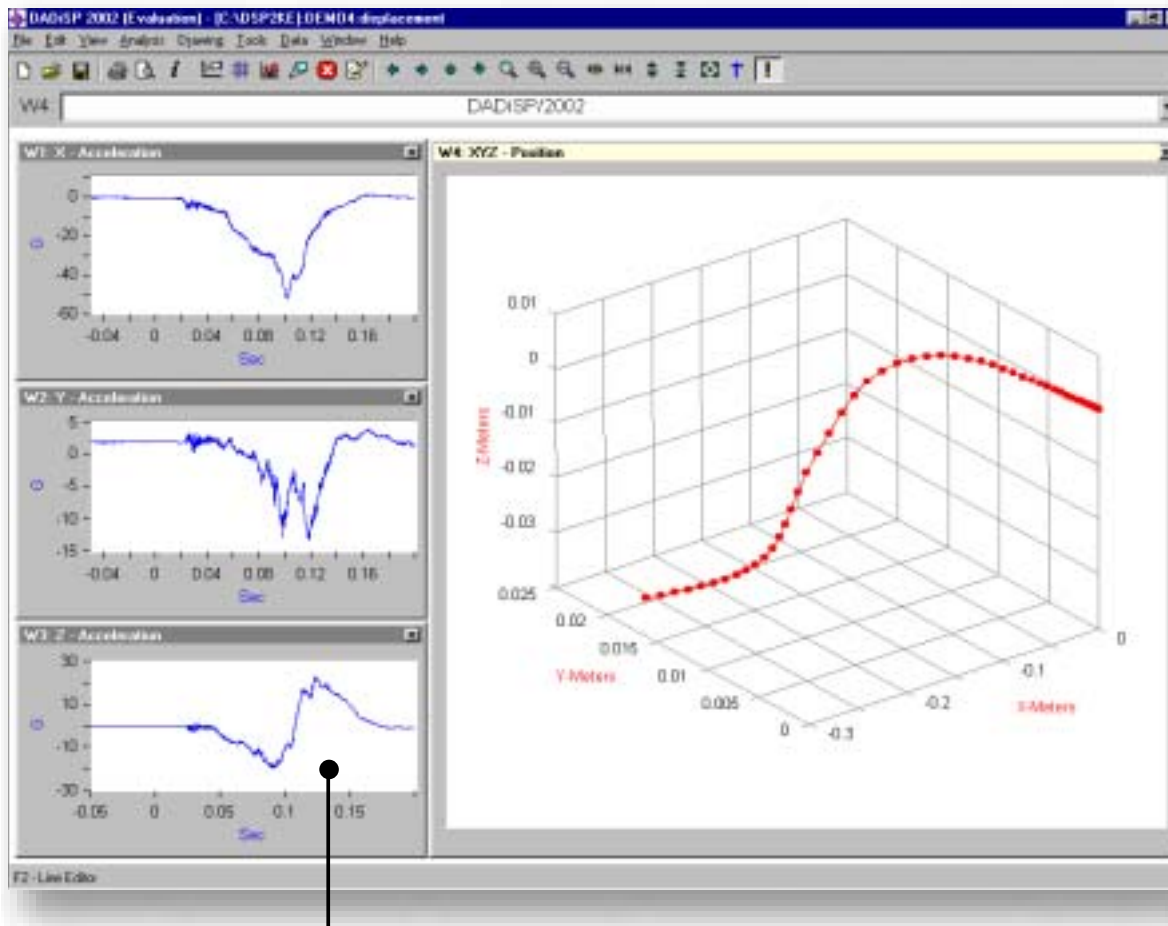 DADiSP 2002 (Evaluation) - [C:\DSP2KE]:DEMO4:displacement
File Edit View Analysis Drawing Tools Data Window Help
W4: DADiSP/2002
W1: X - Acceleration
0
-20
-40
-60
G
-0.04 0 0.04 0.08 0.12 0.16
Sec
W2: Y - Acceleration
5
0
-5
-10
-15
G
-0.04 0 0.04 0.08 0.12 0.16
Sec
W3: Z - Acceleration
30
10
-10
-30
G
-0.05 0 0.05 0.1 0.15
Sec
W4: XYZ - Position
0.01
0
-0.01
-0.02
-0.03
Z-Meters
0.025
0.02
0.015
0.01
0.005
0
Y-Meters
-0.3
-0.2
-0.1
0
X-Meters
F2 - Line Editor